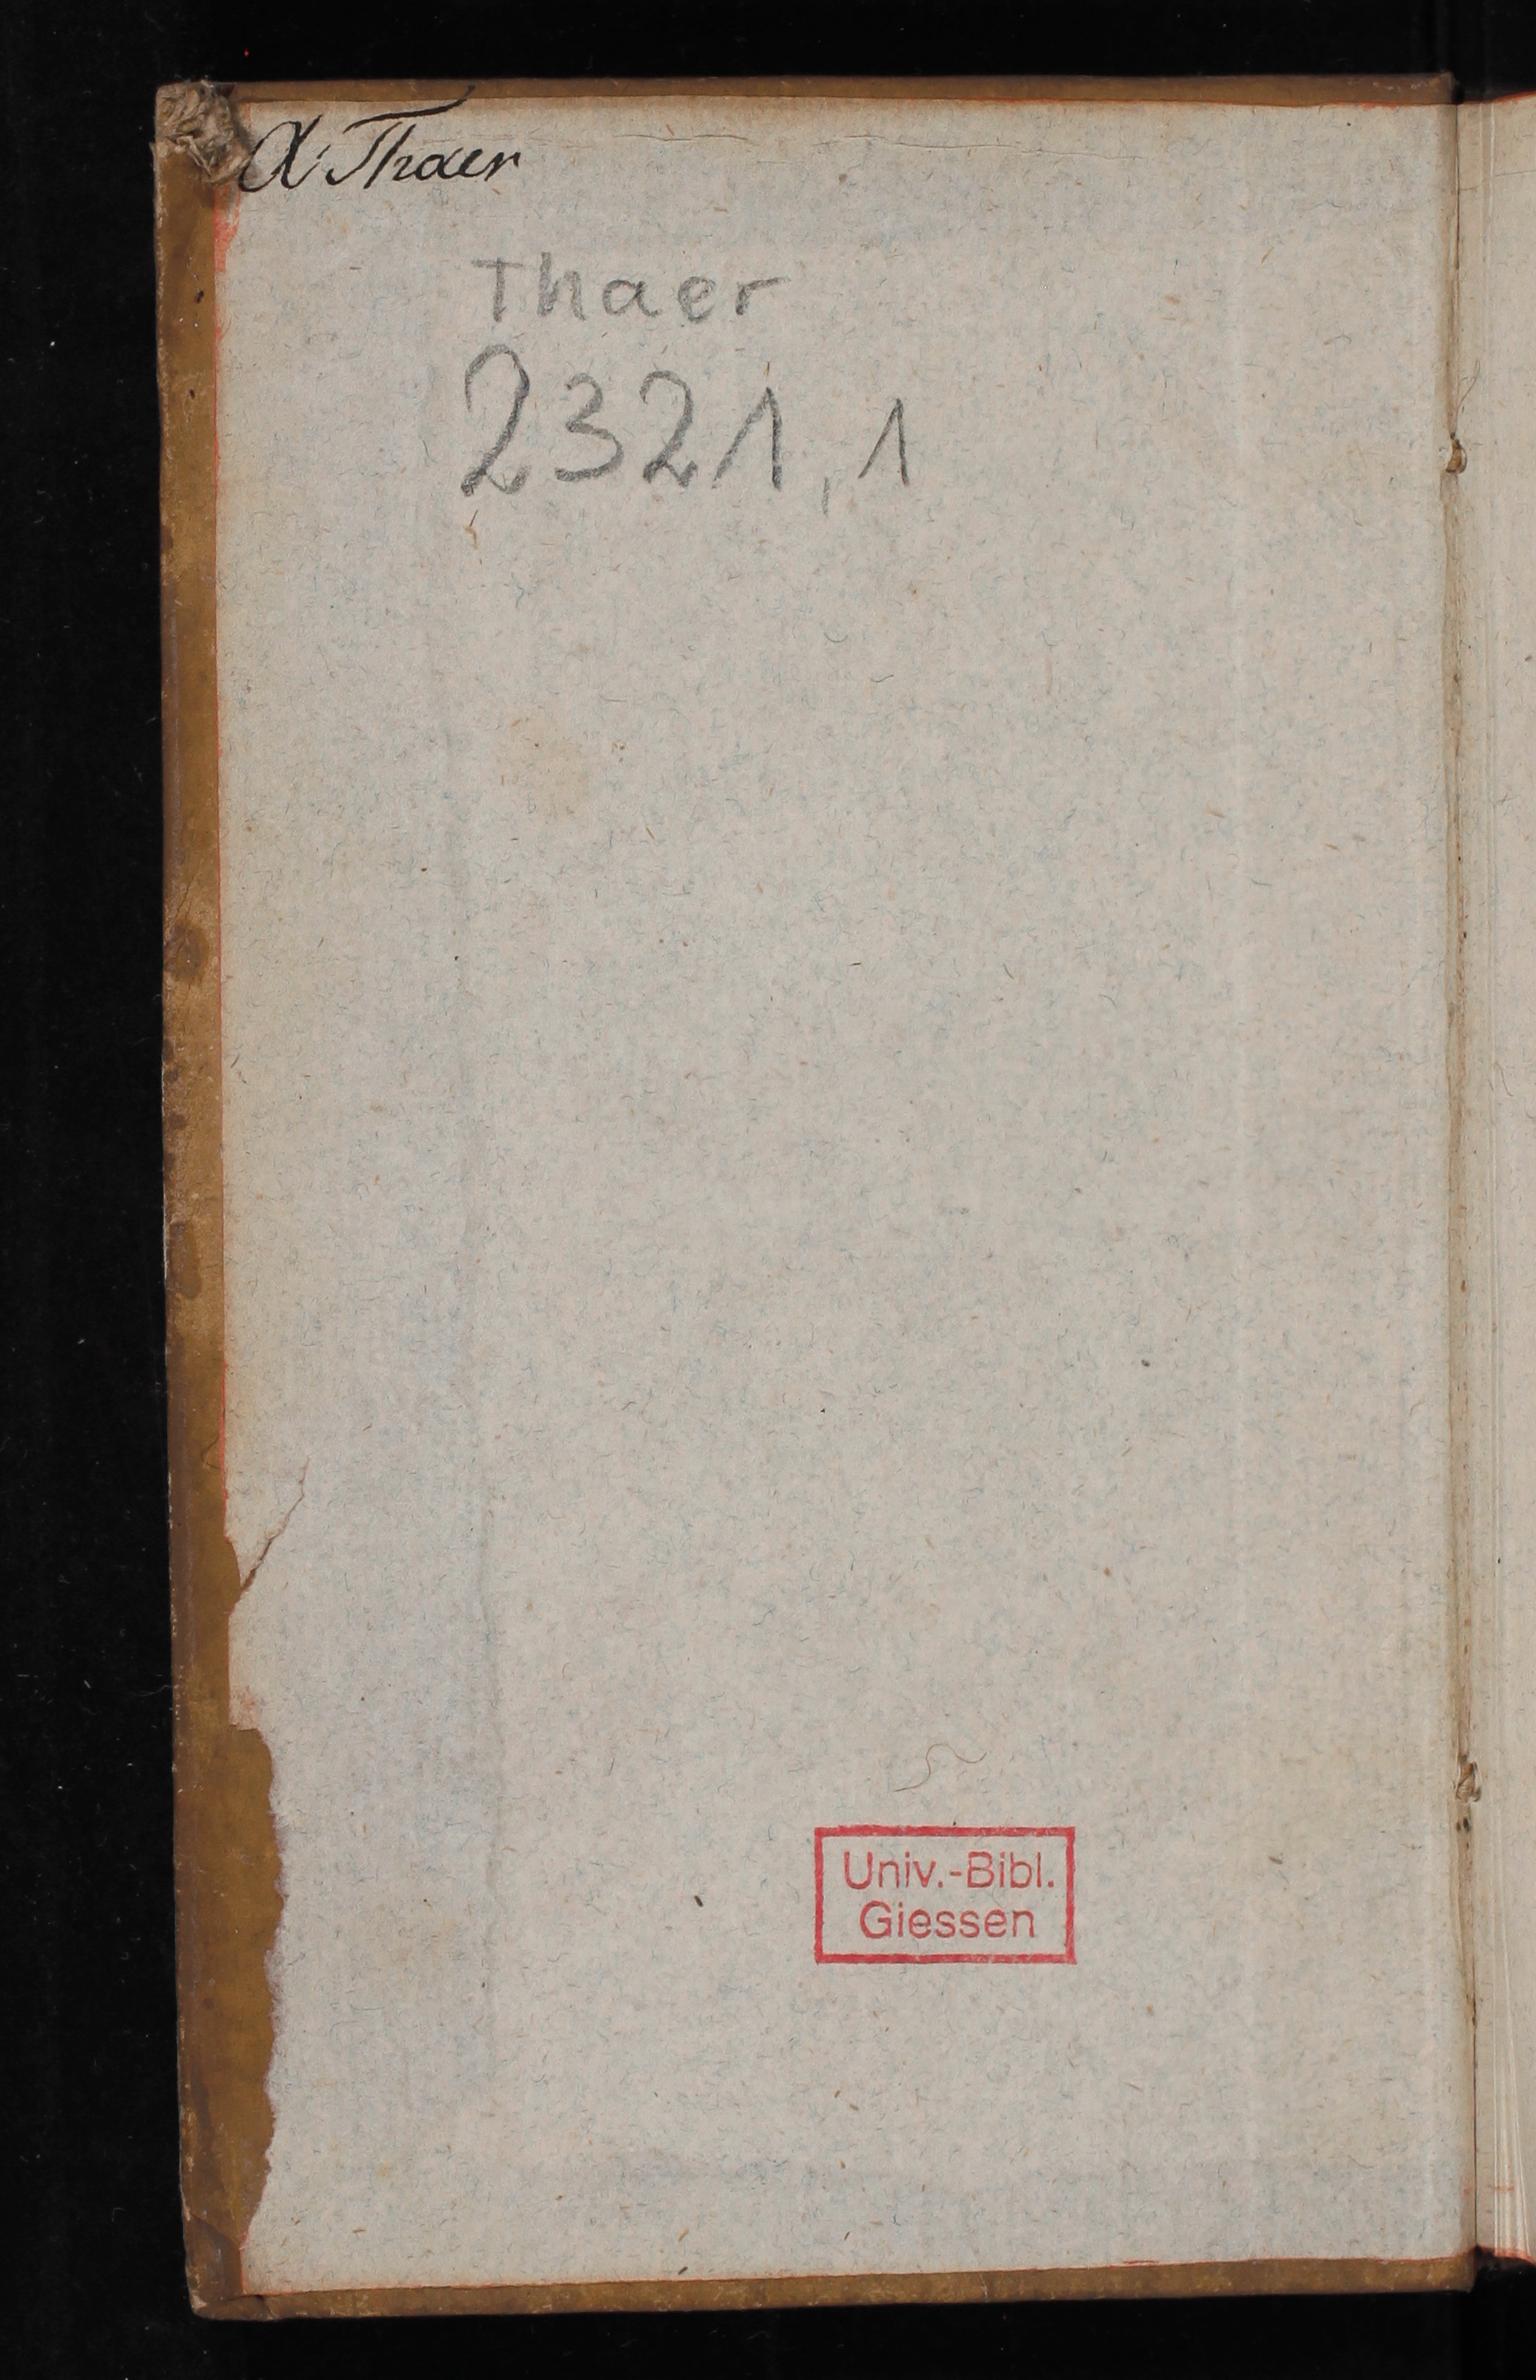 A Thaer
Thaer
2321,1
Univ.-Bibl.
Giessen